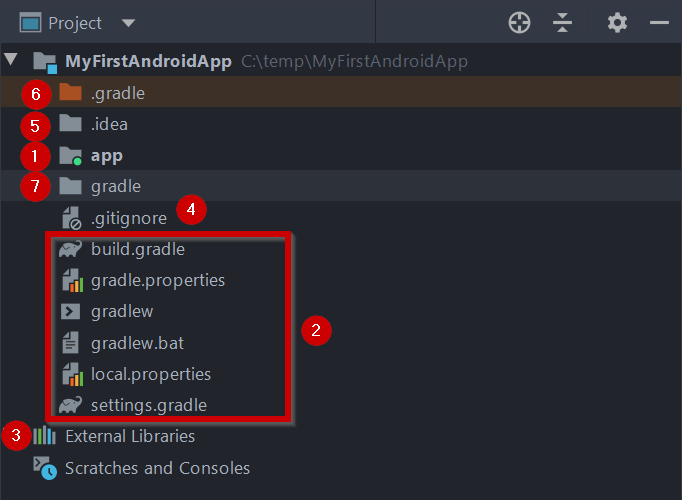 Project
MyFirstAndroidApp C:\temp\MyFirstAndroidApp
6 .gradle
5 .idea
1 app
7 gradle
.gitignore 4
build.gradle
gradle.properties
gradlew
2
gradlew.bat
local.properties
settings.gradle
3 External Libraries
Scratches and Consoles